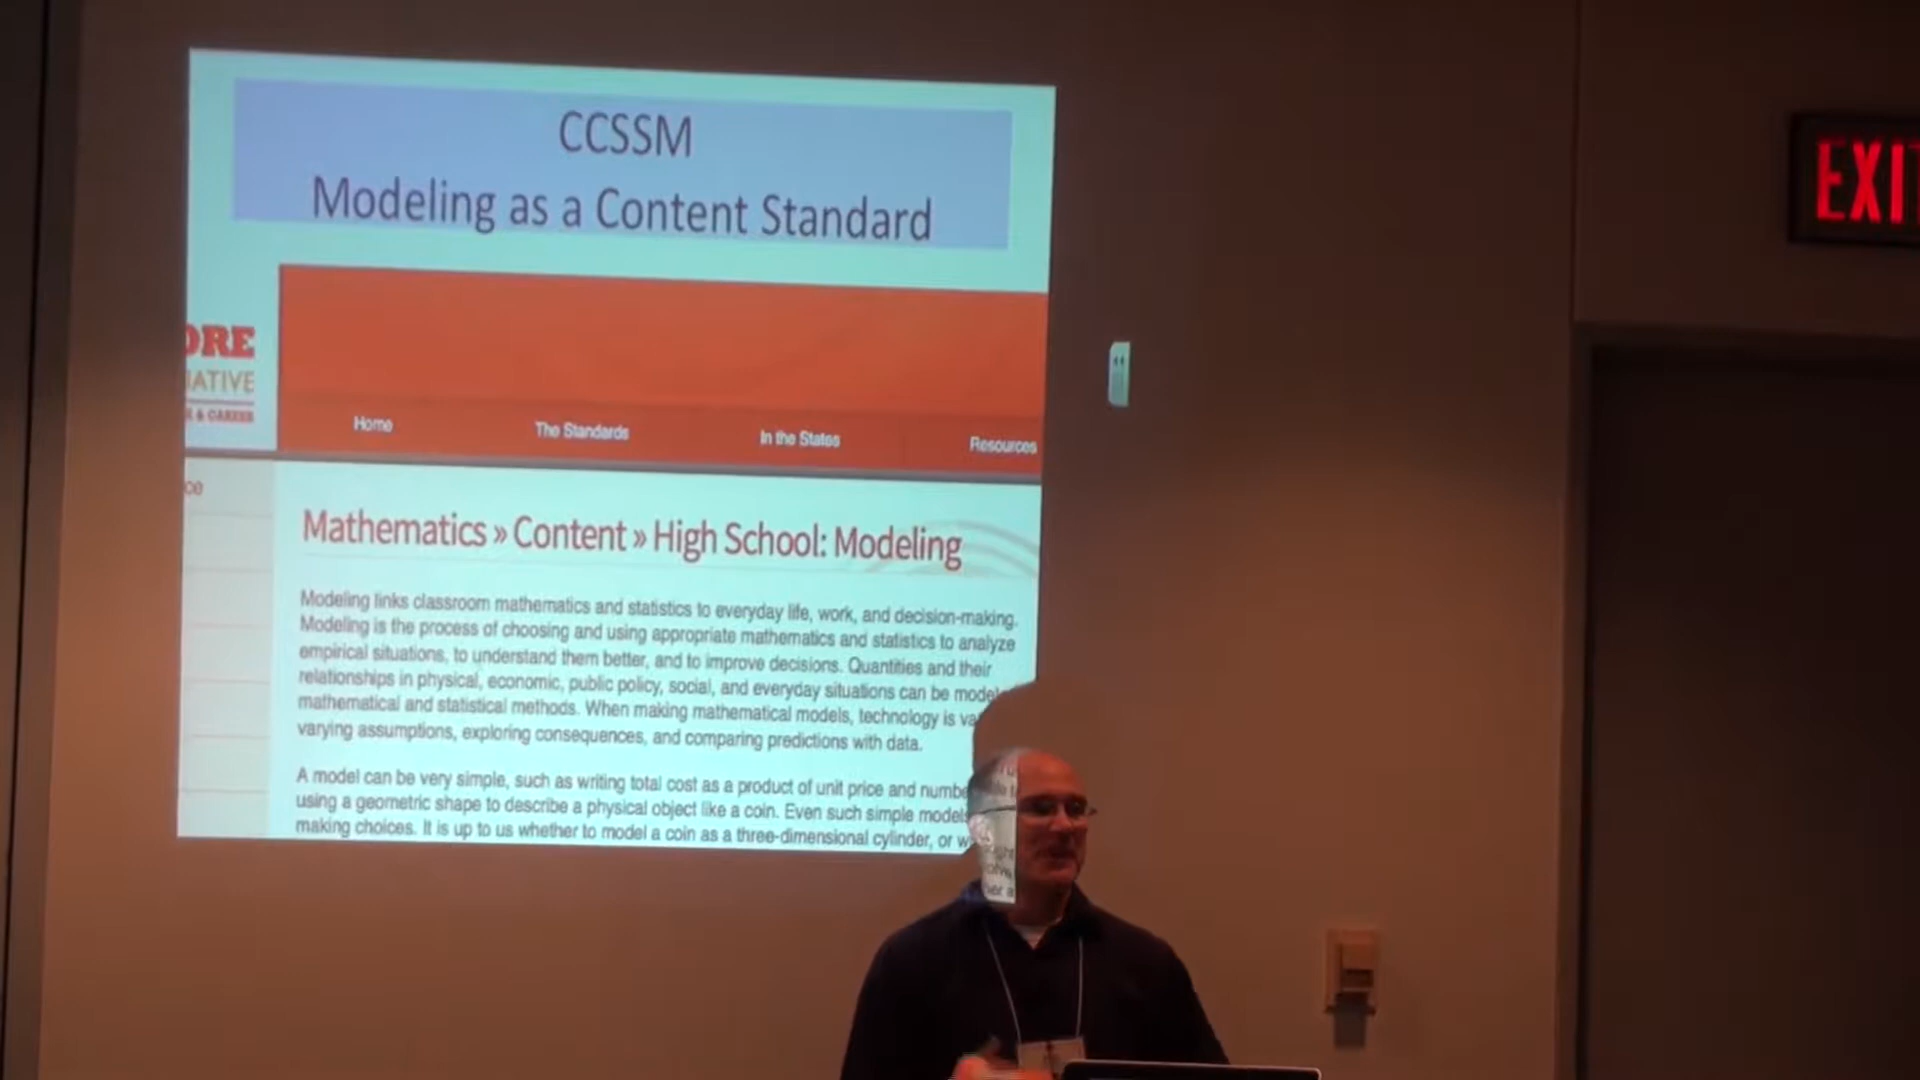 CCSSM
Modeling as a Content Standard
ORE
IATIVE
& CAREER
Home The Standards In the States Resources
ce
Mathematics » Content » High School: Modeling
Modeling links classroom mathematics and statistics to everyday life, work, and decision-making.
Modeling is the process of choosing and using appropriate mathematics and statistics to analyze
empirical situations, to understand them better, and to improve decisions. Quantities and their
relationships in physical, economic, public policy, social, and everyday situations can be model
mathematical and statistical methods. When making mathematical models, technology is va
varying assumptions, exploring consequences, and comparing predictions with data.
A model can be very simple, such as writing total cost as a product of unit price and numbe
using a geometric shape to describe a physical object like a coin. Even such simple models
making choices. It is up to us whether to model a coin as a three-dimensional cylinder, or w
EXIT